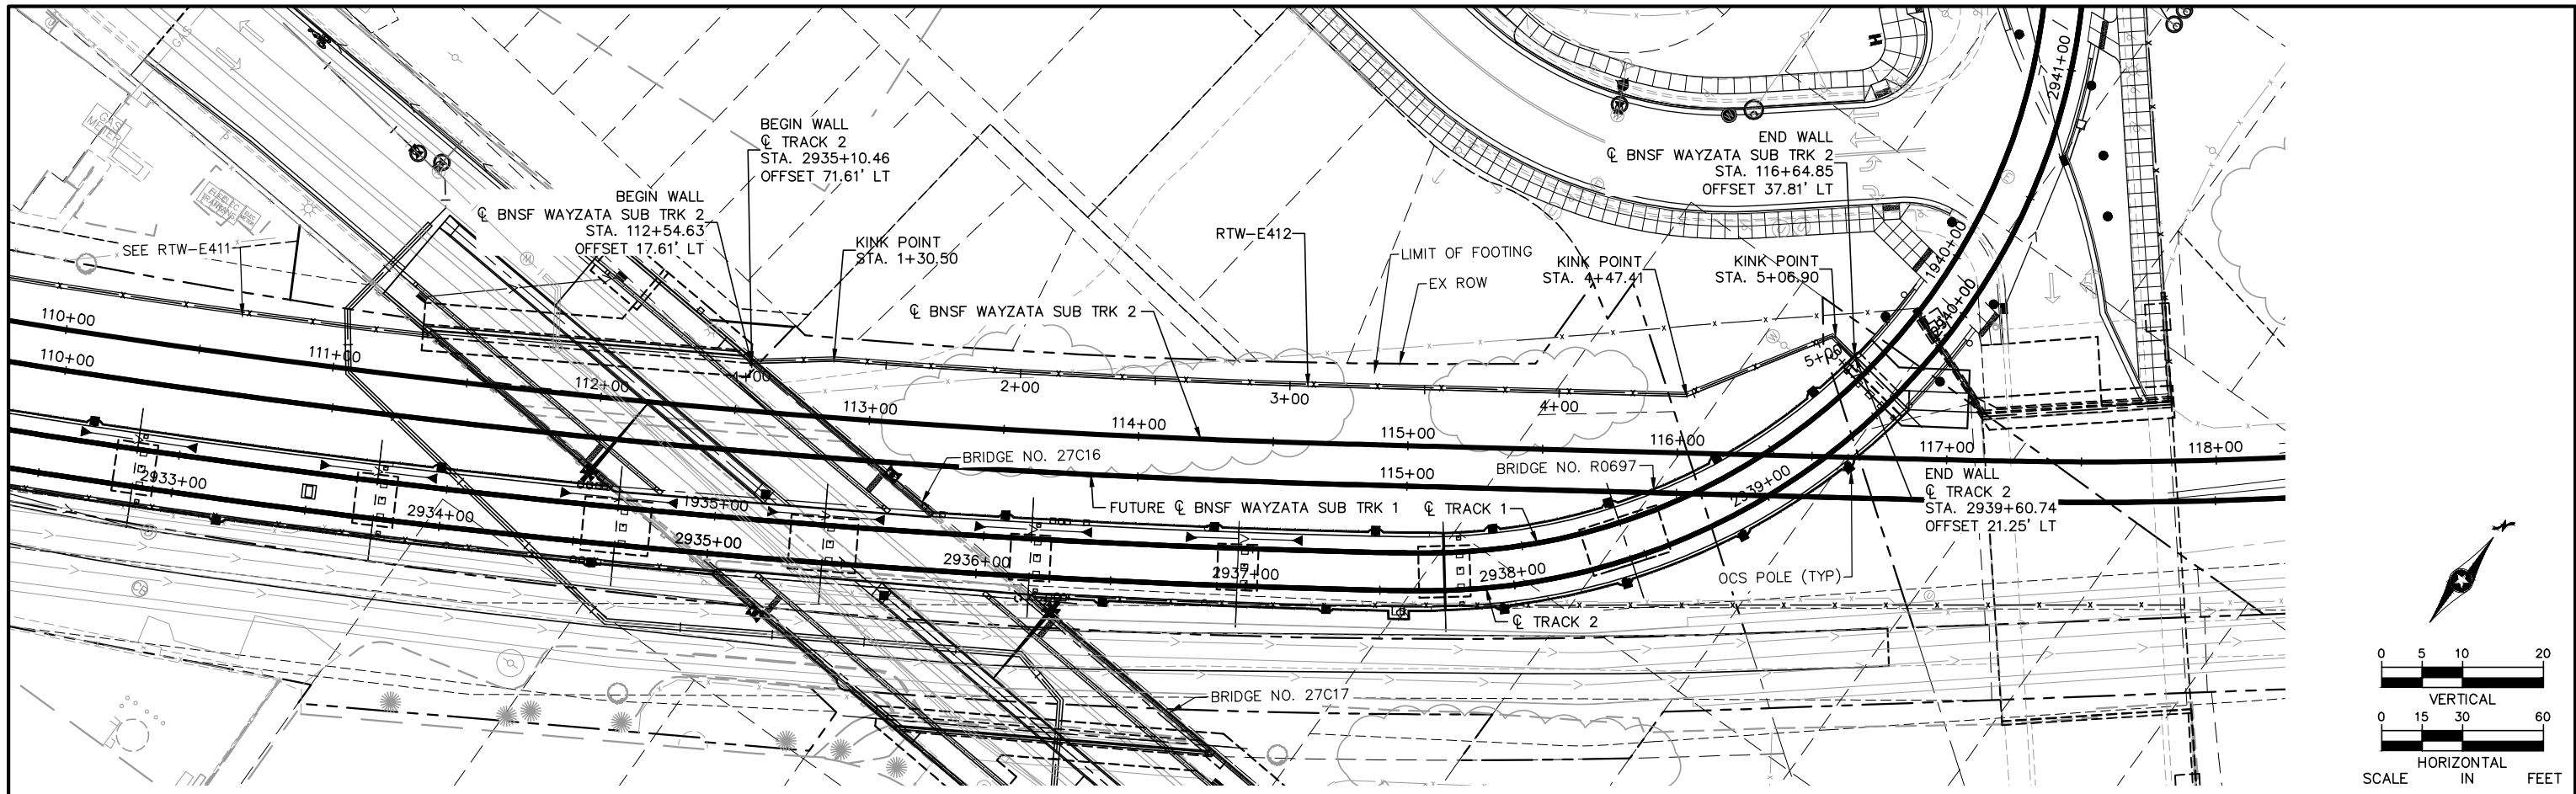 GAS
GAS
METER
BEGIN WALL
℄ TRACK 2
STA. 2935+10.46
OFFSET 71.61' LT
BEGIN WALL
℄ BNSF WAYZATA SUB TRK 2
STA. 112+54.63
OFFSET 17.61' LT
SEE RTW-E411
KINK POINT
STA. 1+30.50
RTW-E412
LIMIT OF FOOTING
EX ROW
END WALL
℄ BNSF WAYZATA SUB TRK 2
STA. 116+64.85
OFFSET 37.81' LT
KINK POINT
STA. 4+47.41
KINK POINT
STA. 5+06.90
℄ BNSF WAYZATA SUB TRK 2
H
2941+00
1940+00
2940+00
110+00
110+00
111+00
112+00
1+00
2+00
3+00
4+00
5+00
113+00
114+00
115+00
116+00
117+00
118+00
115+00
BRIDGE NO. 27C16
BRIDGE NO. R0697
FUTURE ℄ BNSF WAYZATA SUB TRK 1
℄ TRACK 1
2939+00
END WALL
℄ TRACK 2
STA. 2939+60.74
OFFSET 21.25' LT
2933+00
2934+00
1935+00
2935+00
2936+00
2937+00
2938+00
OCS POLE (TYP)
℄ TRACK 2
CB
BRIDGE NO. 27C17
N
0 5 10 20
VERTICAL
0 15 30 60
HORIZONTAL
SCALE IN FEET